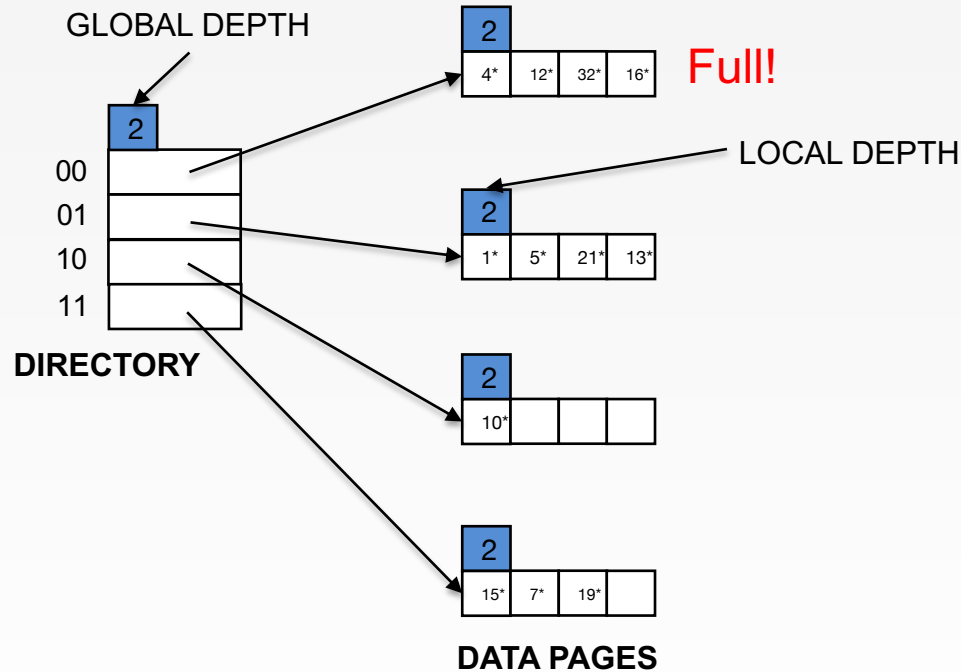 GLOBAL DEPTH
2
4* 12* 32* 16*
Full!
2
00
01
10
11
DIRECTORY
LOCAL DEPTH
2
1* 5* 21* 13*
2
10*
2
15* 7* 19*
DATA PAGES